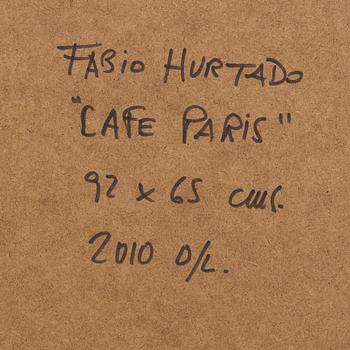 FABIO HURTADO
"CAFE PARIS"
92 x 65 cms.
2010 O/L.